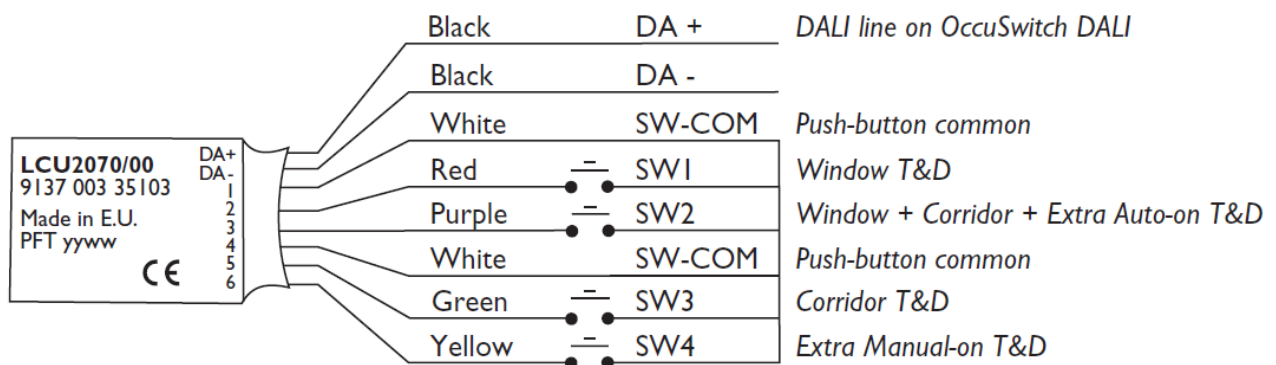 Black DA + DALI line on OccuSwitch DALI
Black DA -
White SW-COM Push-button common
Red SW1 Window T&D
Purple SW2 Window + Corridor + Extra Auto-on T&D
White SW-COM Push-button common
Green SW3 Corridor T&D
Yellow SW4 Extra Manual-on T&D
LCU2070/00
9137 003 35103
Made in E.U.
PFT yyww
CE
DA+
DA-
1
2
3
4
5
6